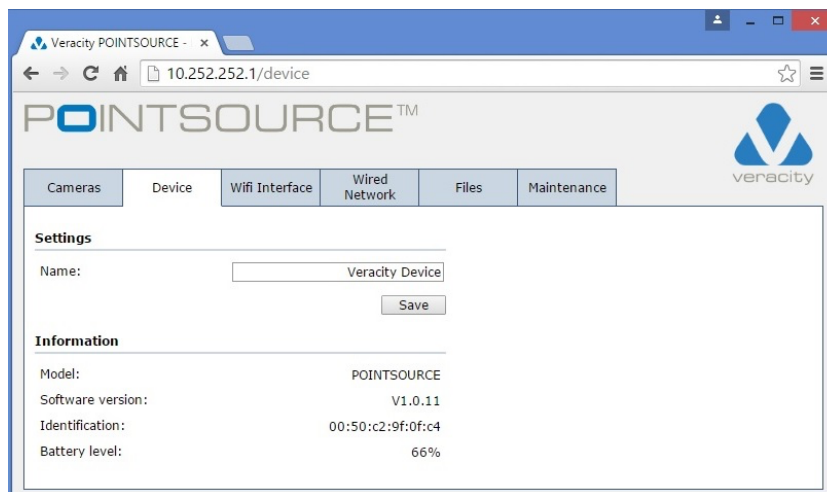 Veracity POINTSOURCE -
10.252.252.1/device
POINTSOURCE™
veracity
Cameras Device Wifi Interface Wired Network Files Maintenance
Settings
Name: Veracity Device
Save
Information
Model: POINTSOURCE
Software version: V1.0.11
Identification: 00:50:c2:9f:0f:c4
Battery level: 66%